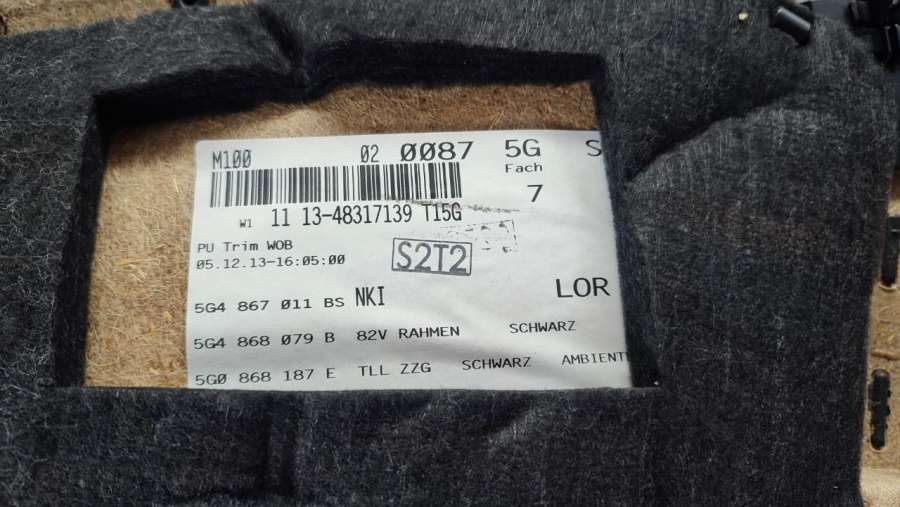 M100 02 0087 5G S
Fach
7
W1 11 13-48317139 T15G
PU Trim WOB
05.12.13-16:05:00
S2T2
5G4 867 011 BS NKI LOR
5G4 868 079 B 82V RAHMEN SCHWARZ
5G0 868 187 E TLL ZZG SCHWARZ AMBIENT